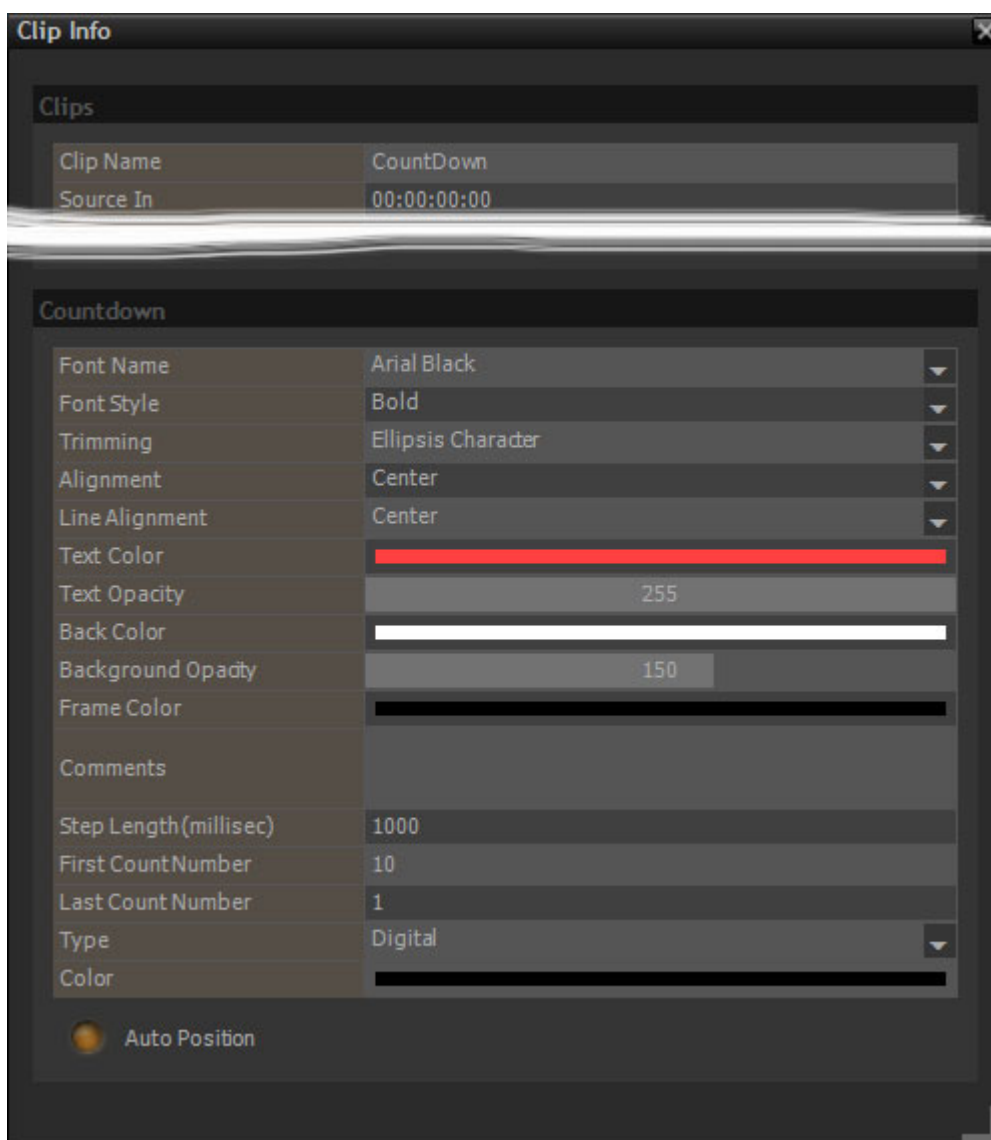 Clip Info
Clips
Clip Name CountDown
Source In 00:00:00:00
Countdown
Font Name Arial Black
Font Style Bold
Trimming Ellipsis Character
Alignment Center
Line Alignment Center
Text Color
Text Opacity 255
Back Color
Background Opacity 150
Frame Color
Comments
Step Length(millisec) 1000
First Count Number 10
Last Count Number 1
Type Digital
Color
Auto Position